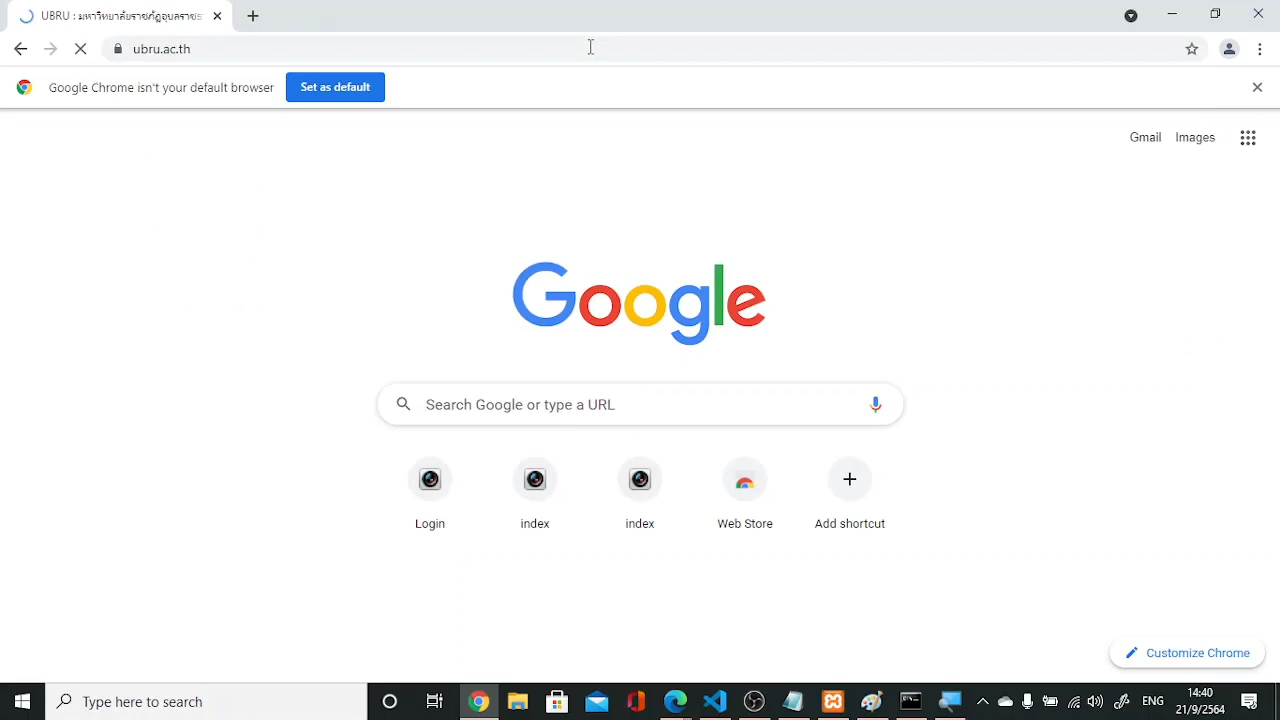 UBRU : มหาวิทยาลัยราชภัฏอุบลราชธ
ubru.ac.th
Google Chrome isn't your default browser
Set as default
Gmail Images
Google
Search Google or type a URL
Login index index Web Store Add shortcut
Customize Chrome
Type here to search
ENG
14:40
21/9/2564